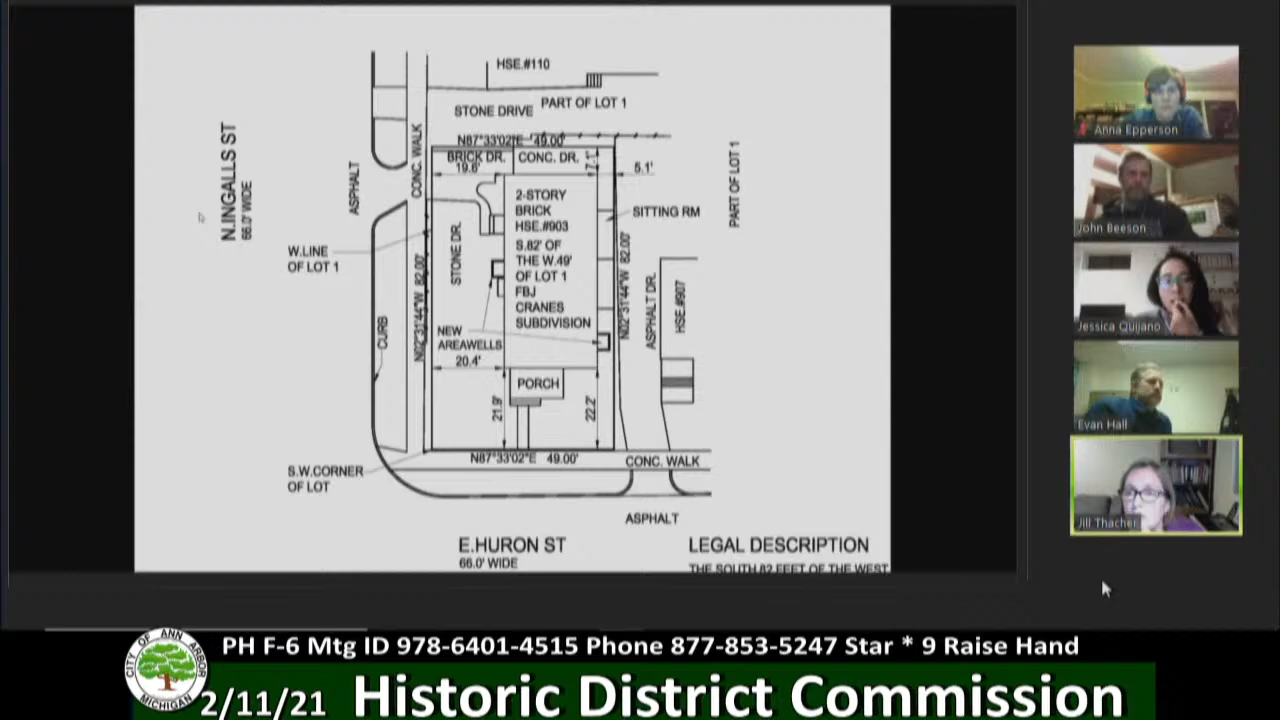 HSE.#110
STONE DRIVE
PART OF LOT 1
N87°33'02"E 49.00'
BRICK DR.
CONC. DR.
19.6'
7.1'
5.1'
CONC. WALK
ASPHALT
N.INGALLS ST
66.0' WIDE
PART OF LOT 1
2-STORY
BRICK
HSE.#903
S.82' OF
THE W.49'
OF LOT 1
FBJ
CRANES
SUBDIVISION
SITTING RM
W.LINE
OF LOT 1
STONE DR.
N02°31'44"W 82.00'
N02°31'44"W 82.00'
ASPHALT DR.
HSE.#907
CURB
NEW
AREAWELLS
20.4'
PORCH
21.9'
22.2'
N87°33'02"E 49.00'
CONC. WALK
S.W.CORNER
OF LOT
ASPHALT
E.HURON ST
66.0' WIDE
LEGAL DESCRIPTION
THE SOUTH 82 FEET OF THE WEST
Anna Epperson
John Beeson
Jessica Quijano
Evan Hall
Jill Thacher
PH F-6 Mtg ID 978-6401-4515 Phone 877-853-5247 Star * 9 Raise Hand
CITY OF ANN ARBOR
MICHIGAN
2/11/21 Historic District Commission